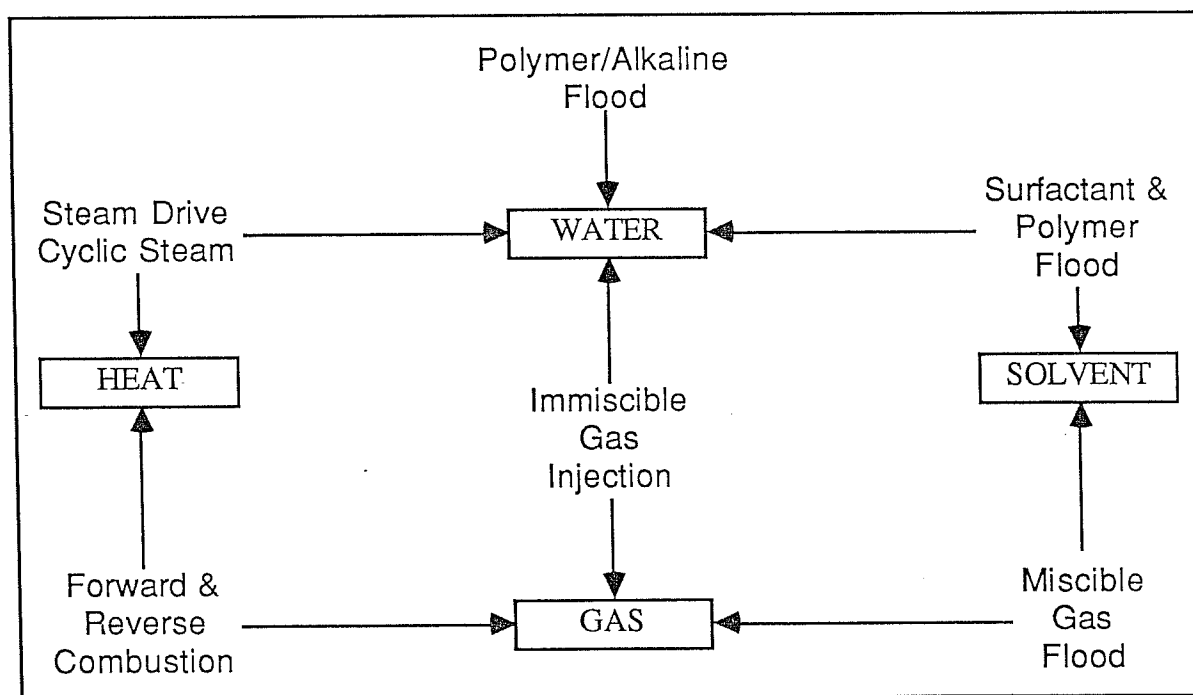 Polymer/Alkaline
Flood
Steam Drive
Cyclic Steam
WATER
Surfactant &
Polymer
Flood
HEAT
Immiscible
Gas
Injection
SOLVENT
Forward &
Reverse
Combustion
GAS
Miscible
Gas
Flood